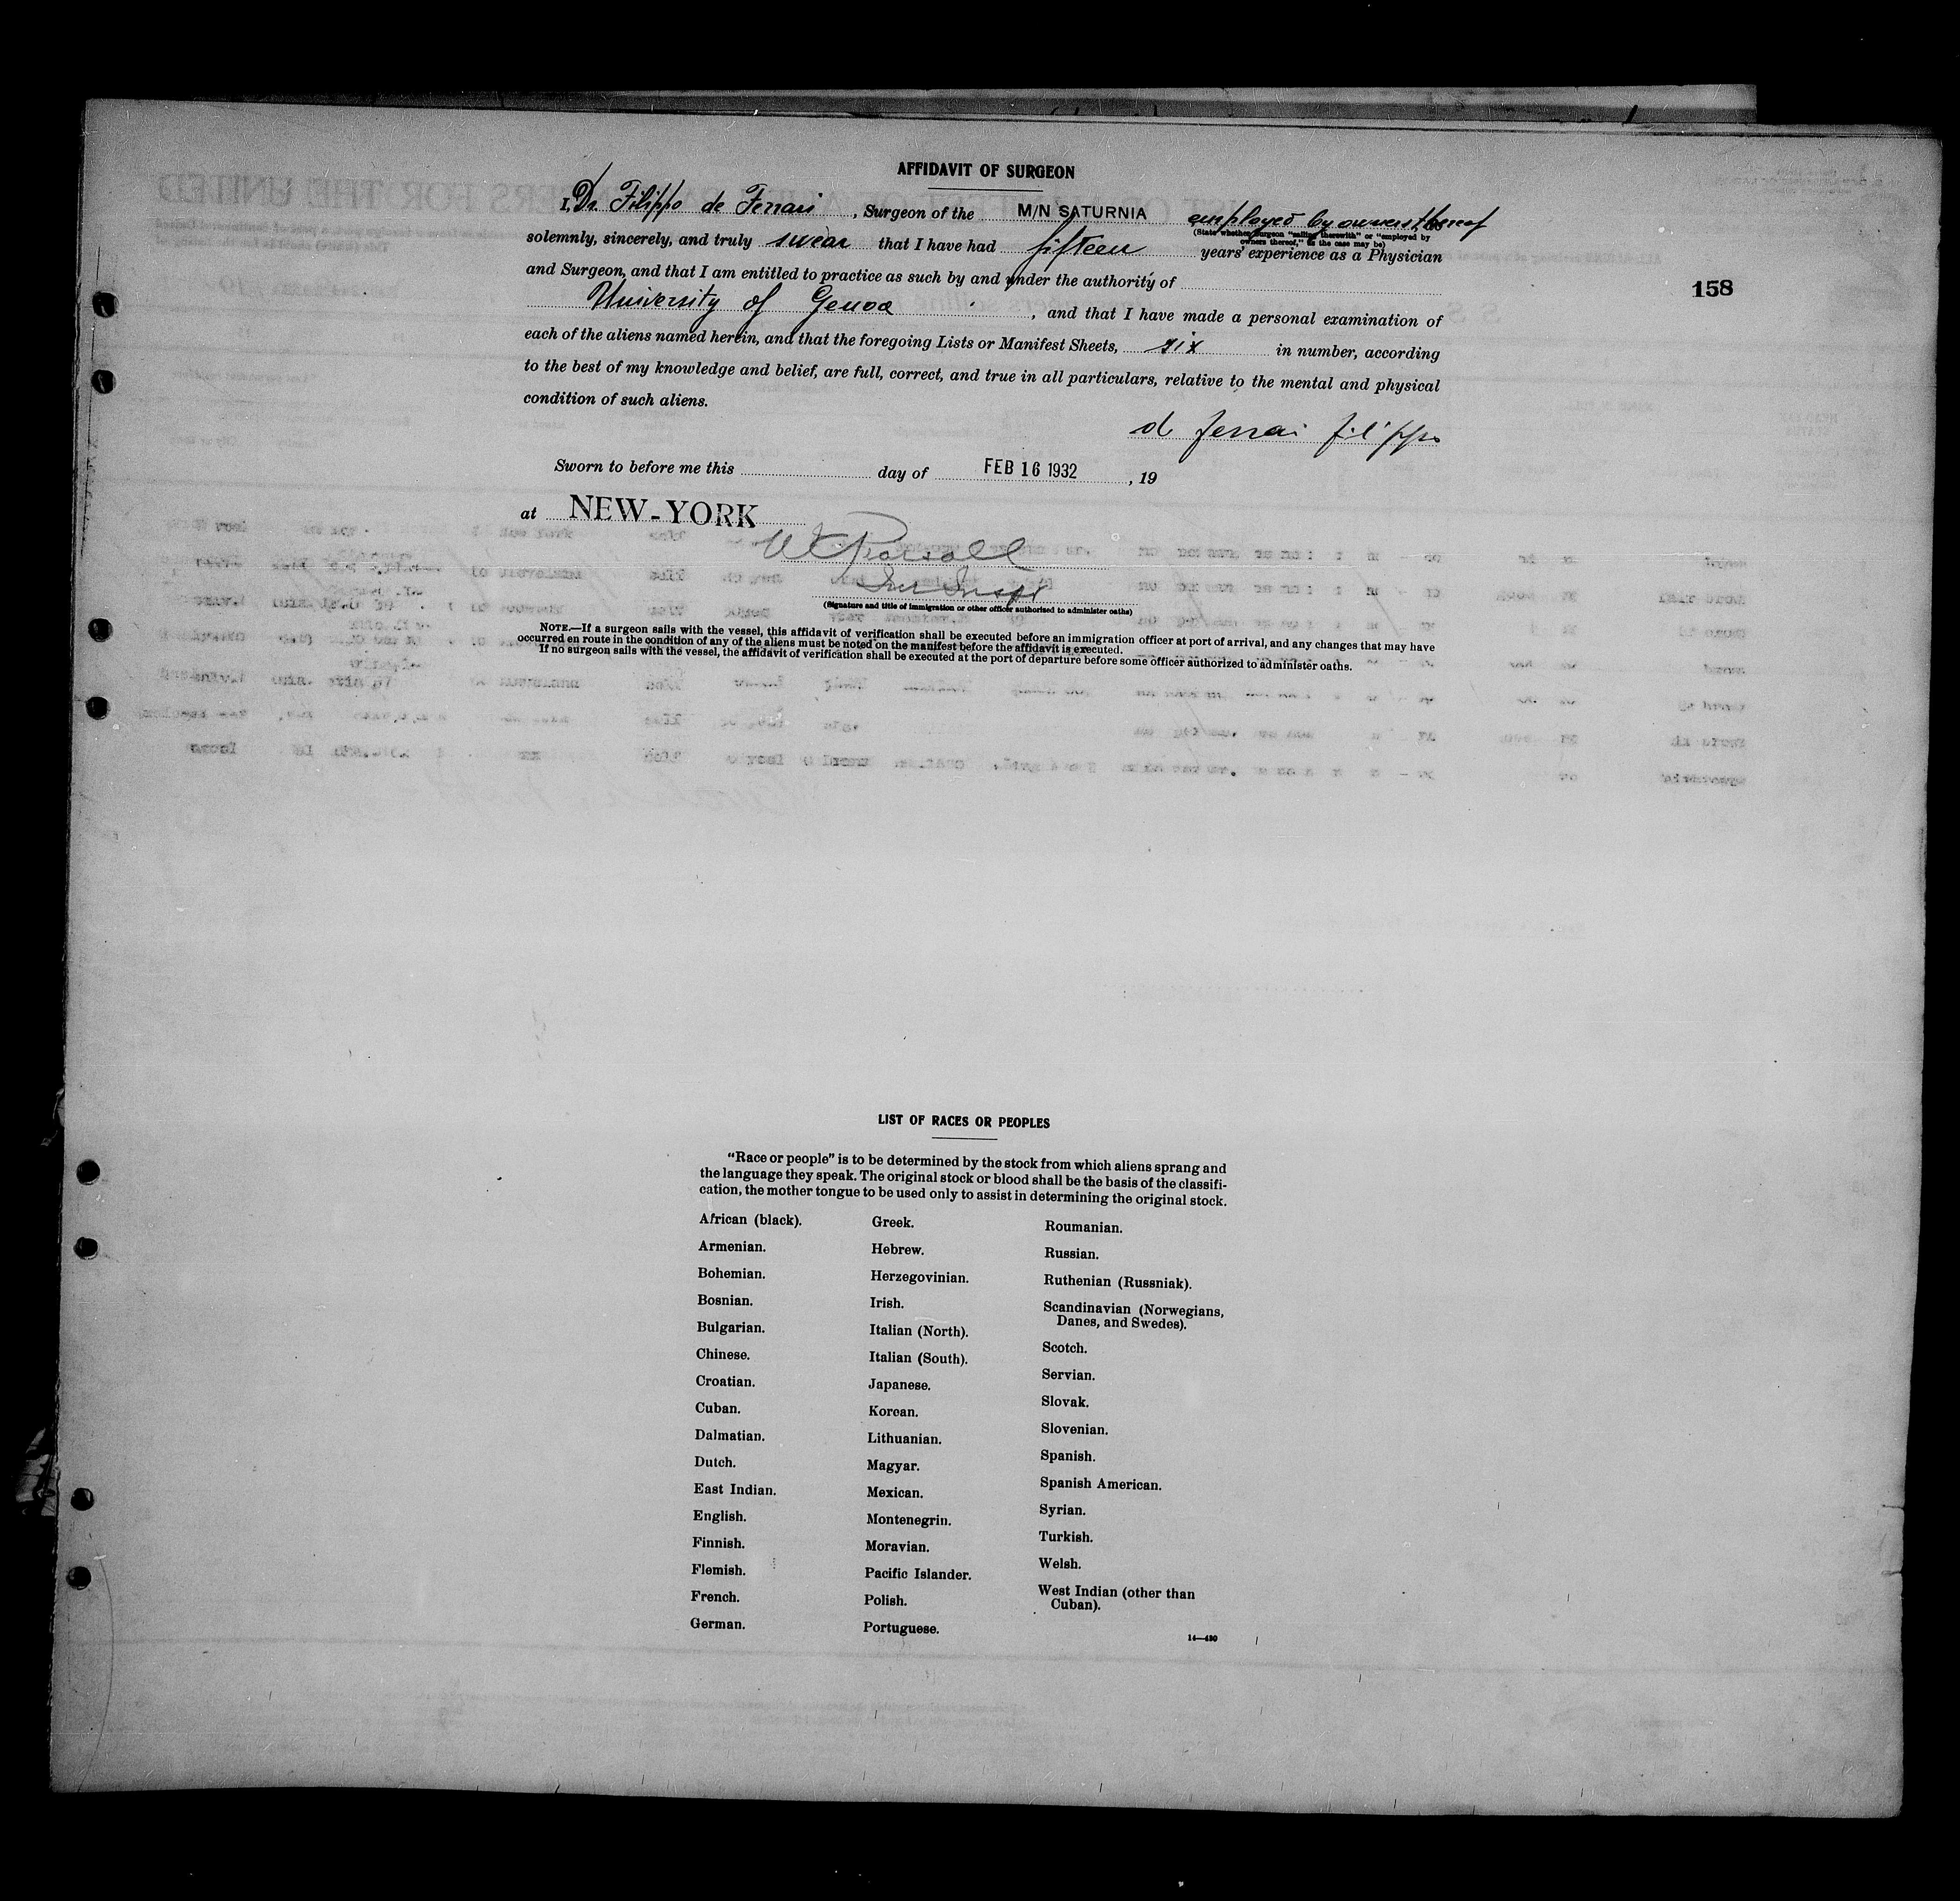 AFFIDAVIT OF SURGEON
I, Dr. Filippo de Ferrari, Surgeon of the M/N SATURNIA employed by owners thereof
(State whether Surgeon "sailing therewith" or "employed by
owners thereof," as the case may be)
solemnly, sincerely, and truly swear that I have had fifteen years' experience as a Physician
and Surgeon, and that I am entitled to practice as such by and under the authority of
University of Genoa, and that I have made a personal examination of
each of the aliens named herein, and that the foregoing Lists or Manifest Sheets, six in number, according
to the best of my knowledge and belief, are full, correct, and true in all particulars, relative to the mental and physical
condition of such aliens.
158
Sworn to before me this day of FEB 16 1932, 19
at NEW-YORK
(Signature and title of immigration or other officer authorized to administer oaths)
NOTE.—If a surgeon sails with the vessel, this affidavit of verification shall be executed before an immigration officer at port of arrival, and any changes that may have
occurred en route in the condition of any of the aliens must be noted on the manifest before the affidavit is executed.
If no surgeon sails with the vessel, the affidavit of verification shall be executed at the port of departure before some officer authorized to administer oaths.
LIST OF RACES OR PEOPLES
"Race or people" is to be determined by the stock from which aliens sprang and
the language they speak. The original stock or blood shall be the basis of the classifi-
cation, the mother tongue to be used only to assist in determining the original stock.
African (black).
Armenian.
Bohemian.
Bosnian.
Bulgarian.
Chinese.
Croatian.
Cuban.
Dalmatian.
Dutch.
East Indian.
English.
Finnish.
Flemish.
French.
German.
Greek.
Hebrew.
Herzegovinian.
Irish.
Italian (North).
Italian (South).
Japanese.
Korean.
Lithuanian.
Magyar.
Mexican.
Montenegrin.
Moravian.
Pacific Islander.
Polish.
Portuguese.
Roumanian.
Russian.
Ruthenian (Russniak).
Scandinavian (Norwegians,
Danes, and Swedes).
Scotch.
Servian.
Slovak.
Slovenian.
Spanish.
Spanish American.
Syrian.
Turkish.
Welsh.
West Indian (other than
Cuban).
14—430